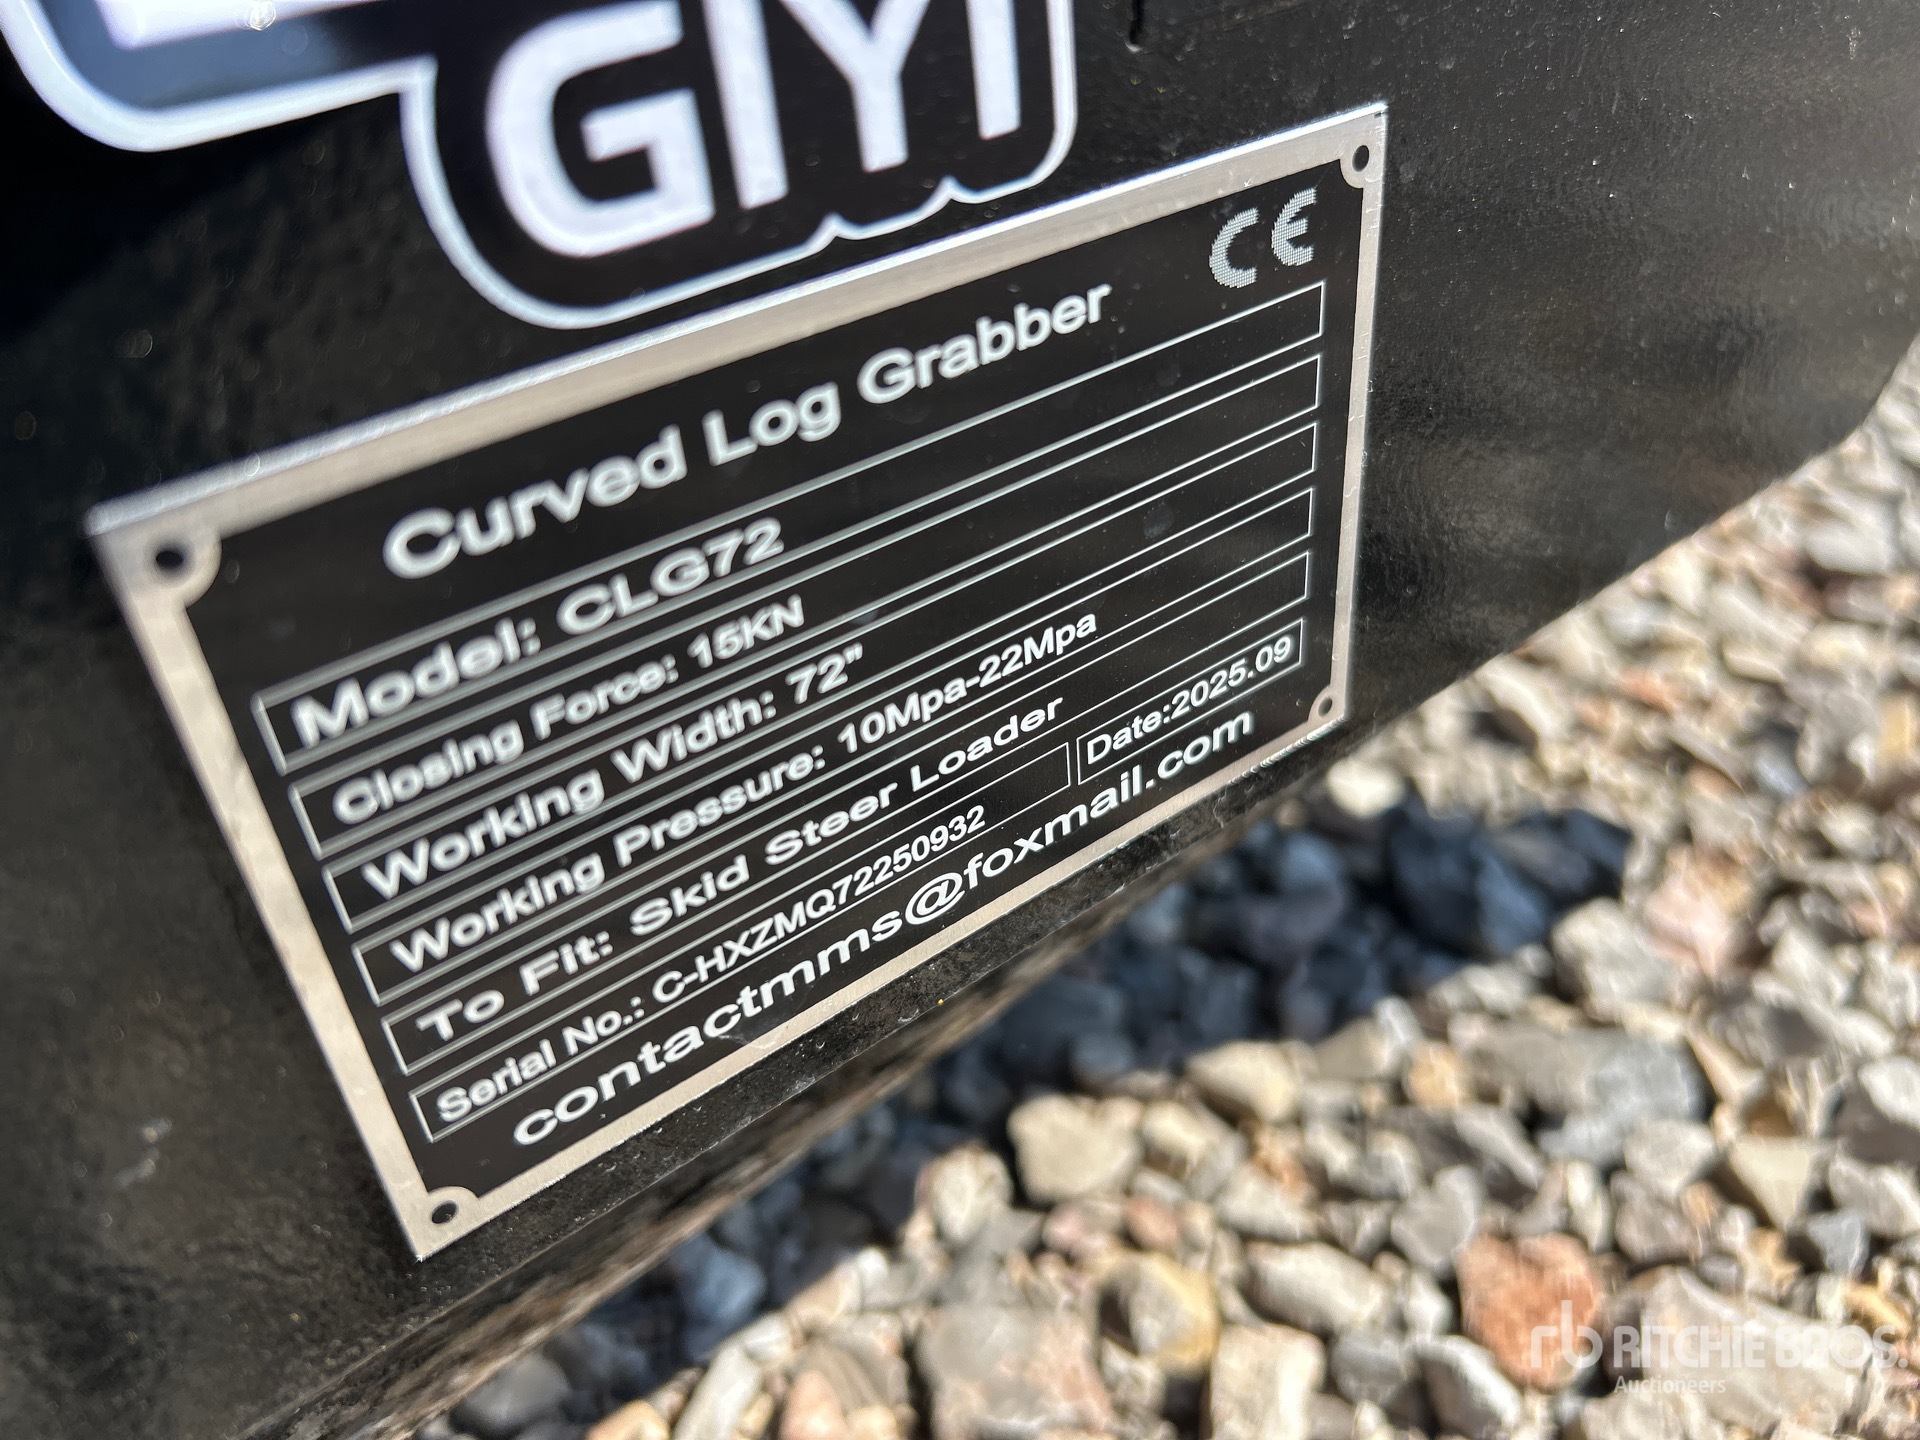 GIYI
CE
Curved Log Grabber
Model: CLG72
Closing Force: 15KN
Working Width: 72"
Working Pressure: 10Mpa-22Mpa
To Fit: Skid Steer Loader
Serial No.: C-HXZMQ72250932 Date:2025.09
contactmms@foxmail.com
rb RITCHIE BROS.
Auctioneers